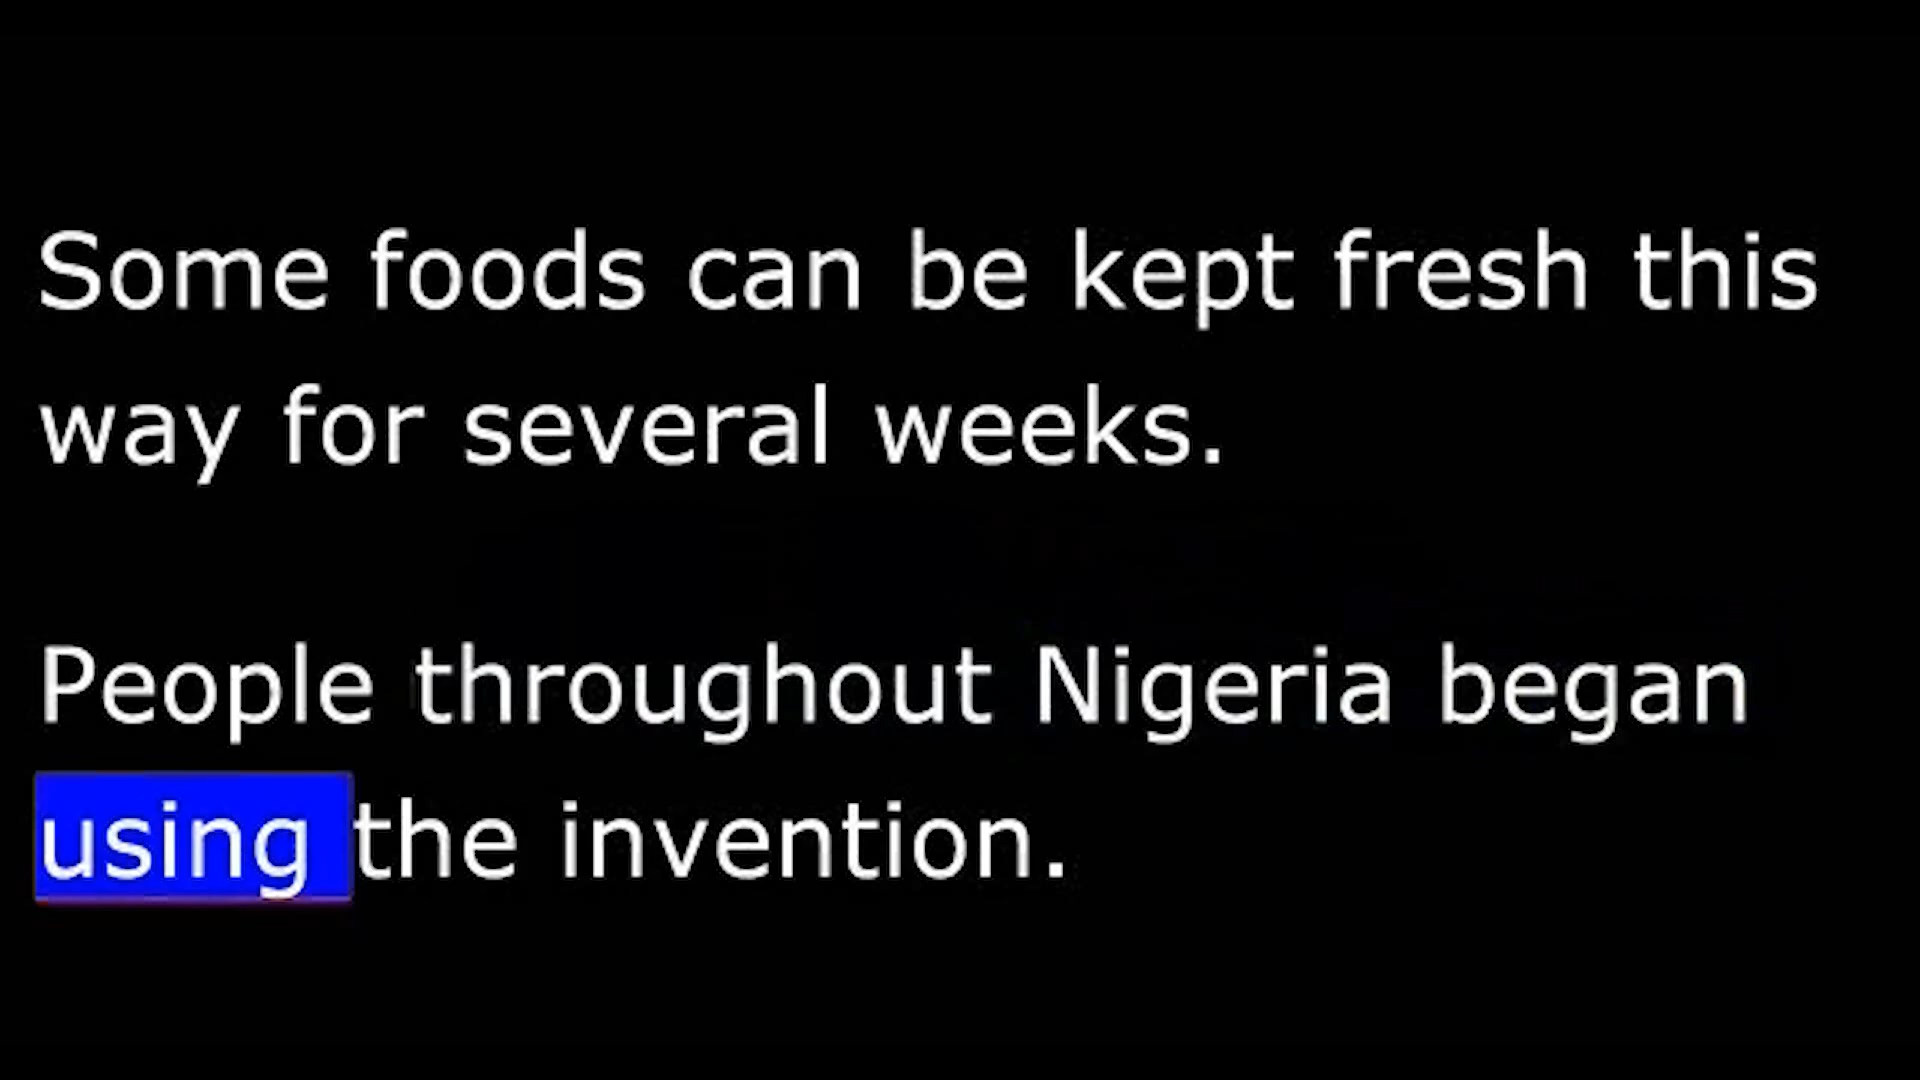 Some foods can be kept fresh this
way for several weeks.
People throughout Nigeria began
using the invention.